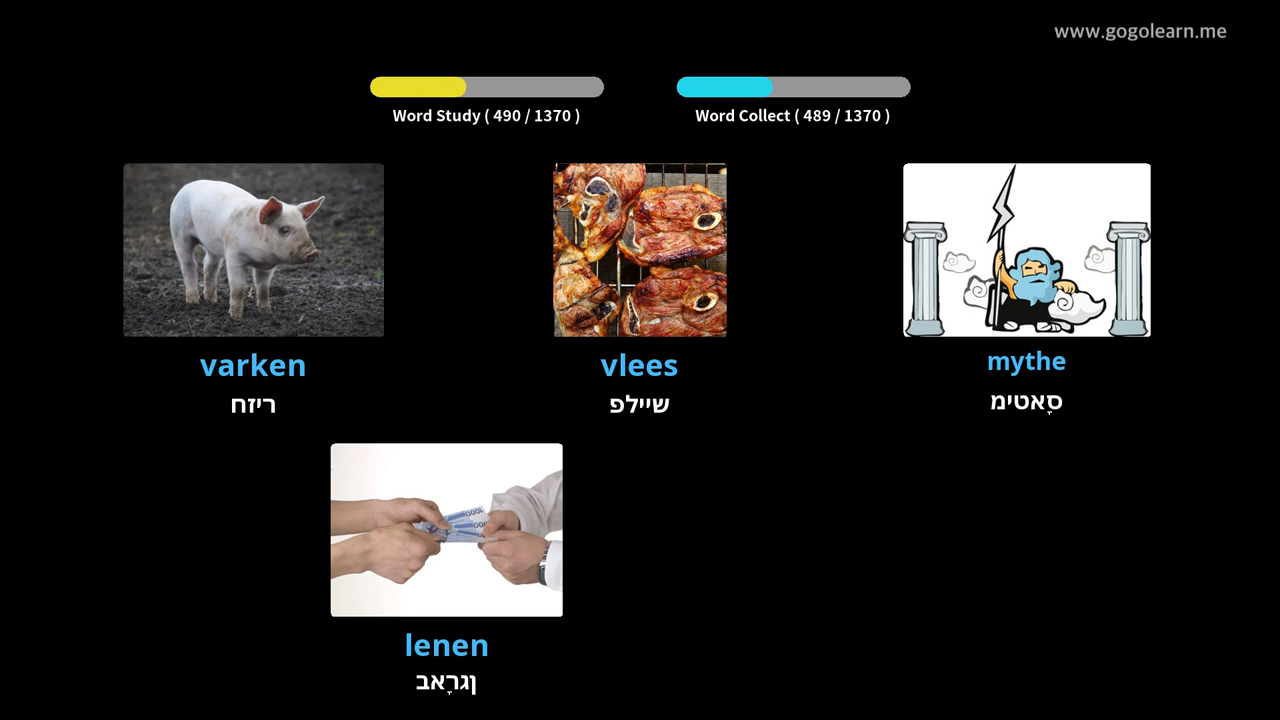 www.gogolearn.me
Word Study ( 490 / 1370 )
Word Collect ( 489 / 1370 )
varken
ריזח
vlees
שיילפ
mythe
סָאטימ
lenen
ןגרָאב